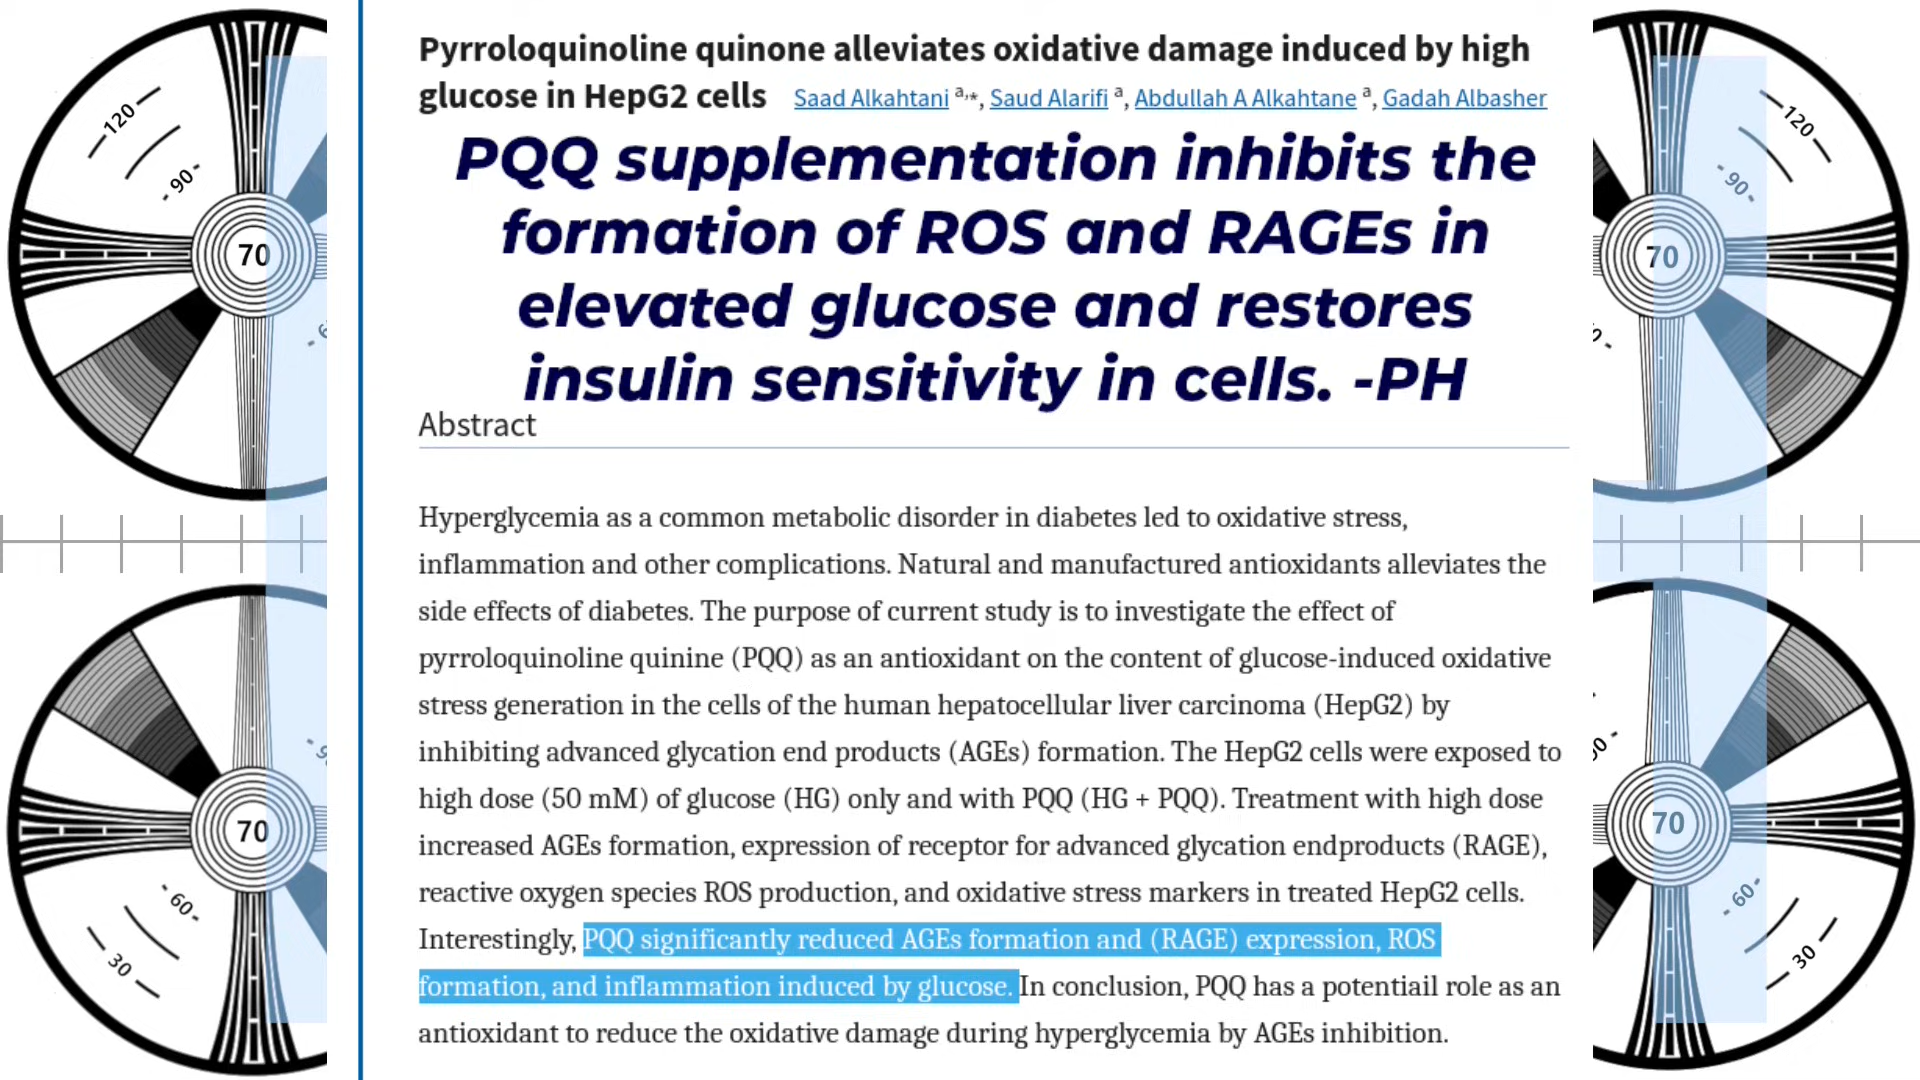 Pyrroloquinoline quinone alleviates oxidative damage induced by high
glucose in HepG2 cells Saad Alkahtani a,*, Saud Alarifi a, Abdullah A Alkahtane a, Gadah Albasher
PQQ supplementation inhibits the
formation of ROS and RAGEs in
elevated glucose and restores
insulin sensitivity in cells. -PH
Abstract
Hyperglycemia as a common metabolic disorder in diabetes led to oxidative stress,
inflammation and other complications. Natural and manufactured antioxidants alleviates the
side effects of diabetes. The purpose of current study is to investigate the effect of
pyrroloquinoline quinine (PQQ) as an antioxidant on the content of glucose-induced oxidative
stress generation in the cells of the human hepatocellular liver carcinoma (HepG2) by
inhibiting advanced glycation end products (AGEs) formation. The HepG2 cells were exposed to
high dose (50 mM) of glucose (HG) only and with PQQ (HG + PQQ). Treatment with high dose
increased AGEs formation, expression of receptor for advanced glycation endproducts (RAGE),
reactive oxygen species ROS production, and oxidative stress markers in treated HepG2 cells.
Interestingly, PQQ significantly reduced AGEs formation and (RAGE) expression, ROS
formation, and inflammation induced by glucose. In conclusion, PQQ has a potentiail role as an
antioxidant to reduce the oxidative damage during hyperglycemia by AGEs inhibition.
120
- 90 -
70
120
- 90 -
70
70
- 60 -
30
70
- 60 -
30